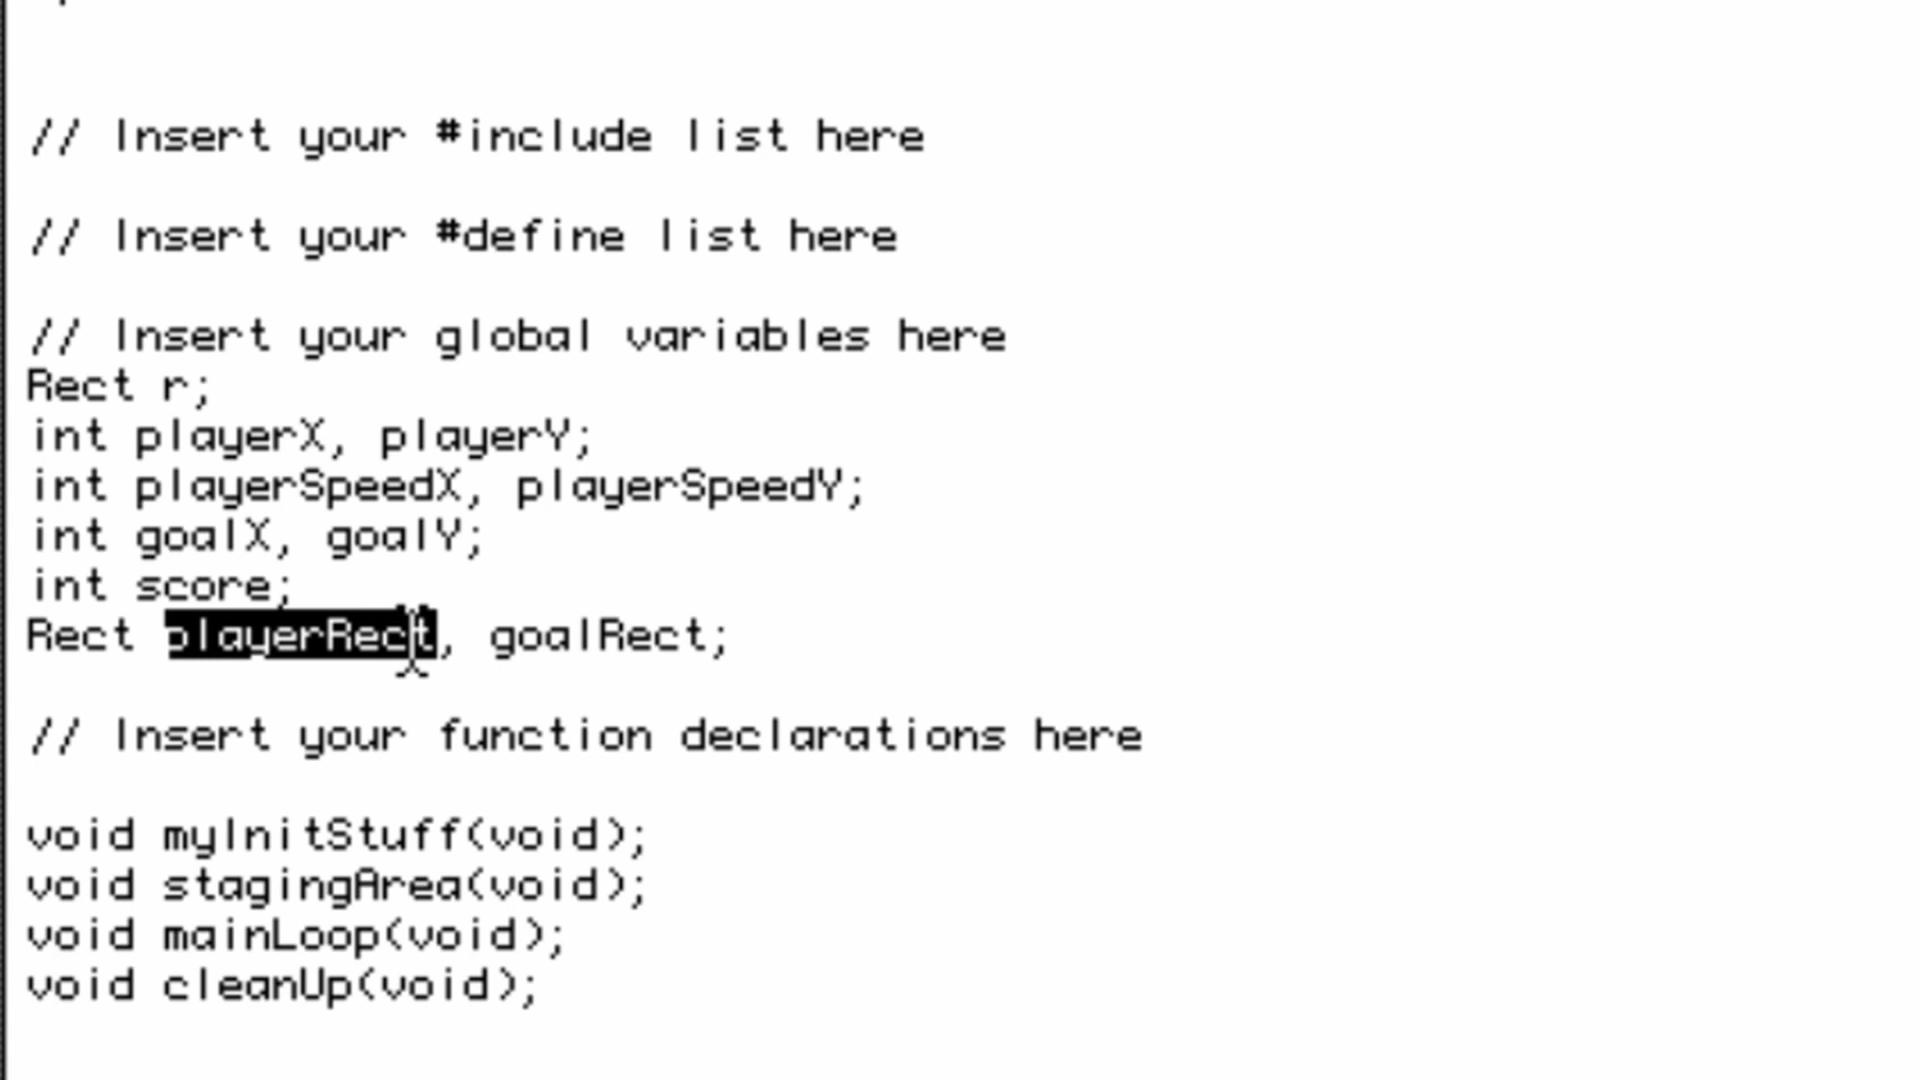 // Insert your #include list here
// Insert your #define list here
// Insert your global variables here
Rect r;
int playerX, playerY;
int playerSpeedX, playerSpeedY;
int goalX, goalY;
int score;
Rect playerRect, goalRect;
// Insert your function declarations here
void myInitStuff(void);
void stagingArea(void);
void mainLoop(void);
void cleanUp(void);